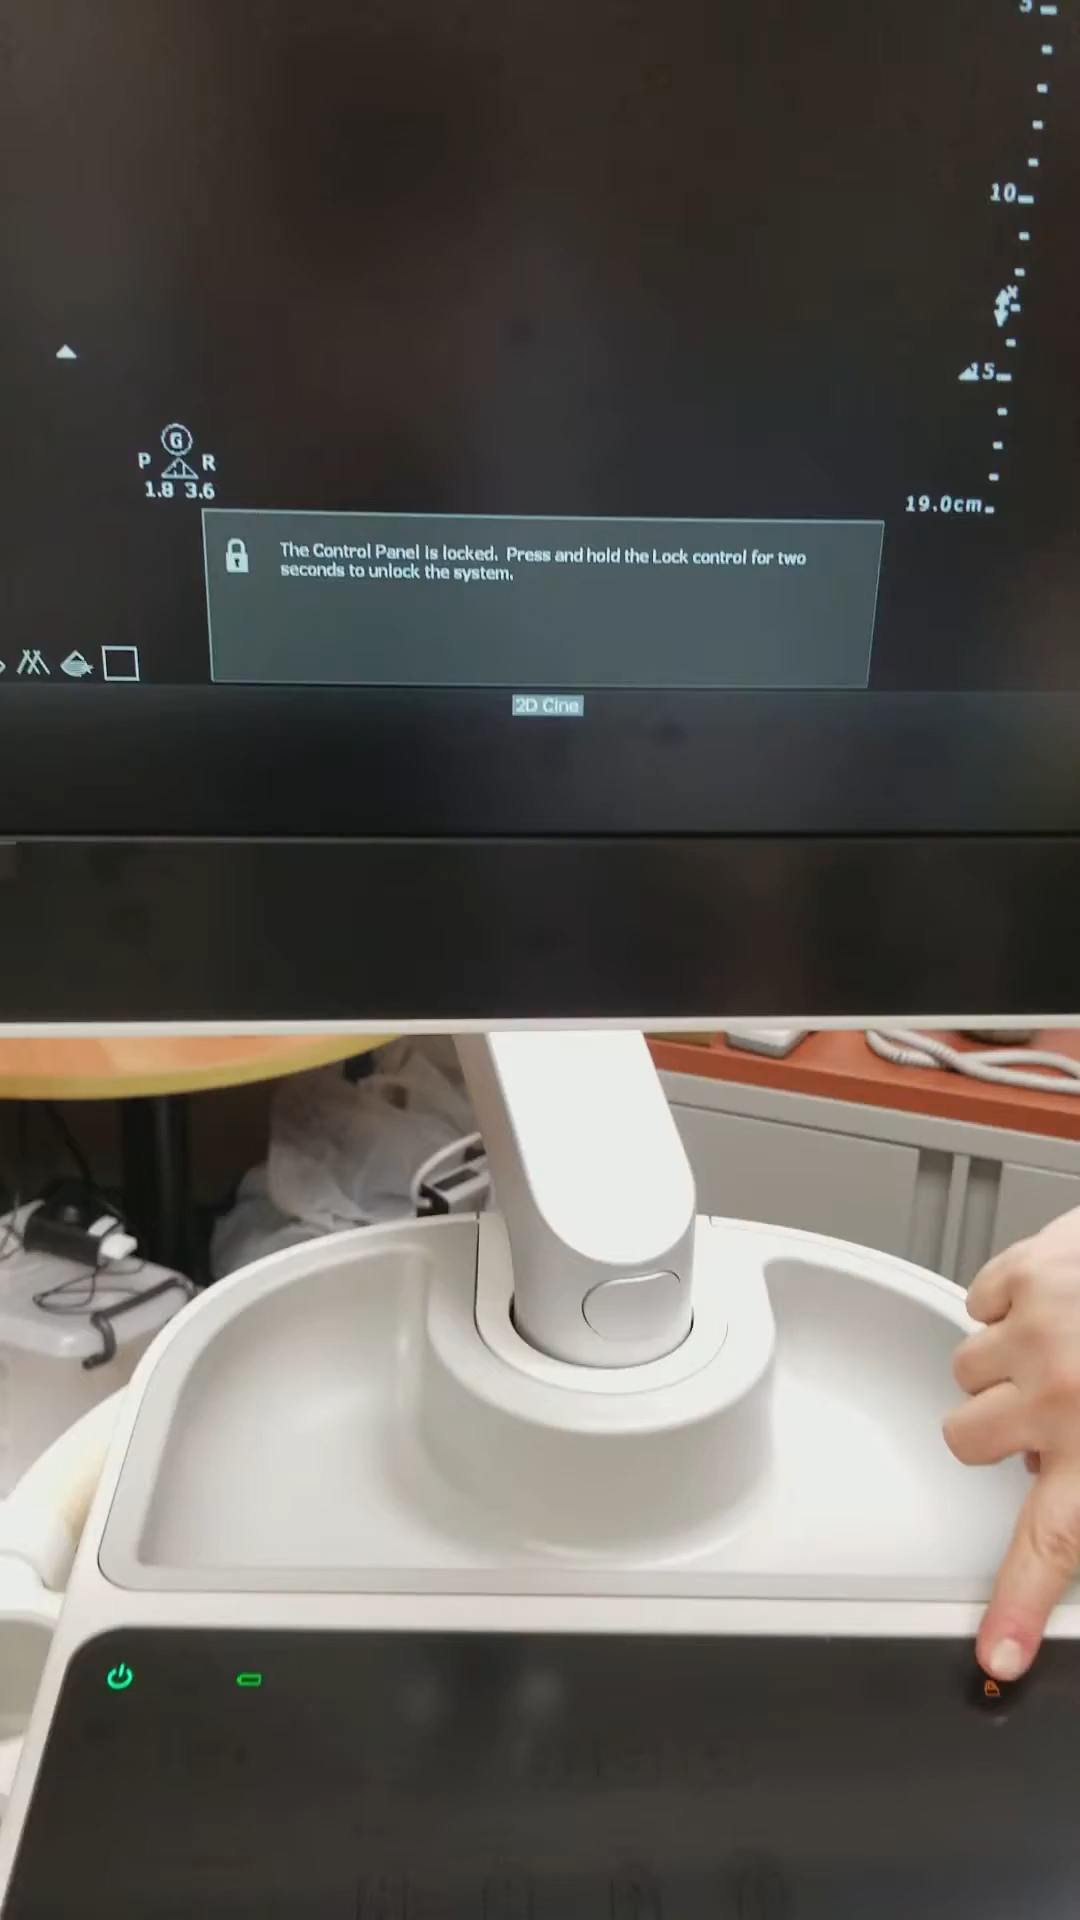 10
15
G
P R
1.8 3.6
19.0cm
The Control Panel is locked. Press and hold the Lock control for two
seconds to unlock the system.
2D Cine